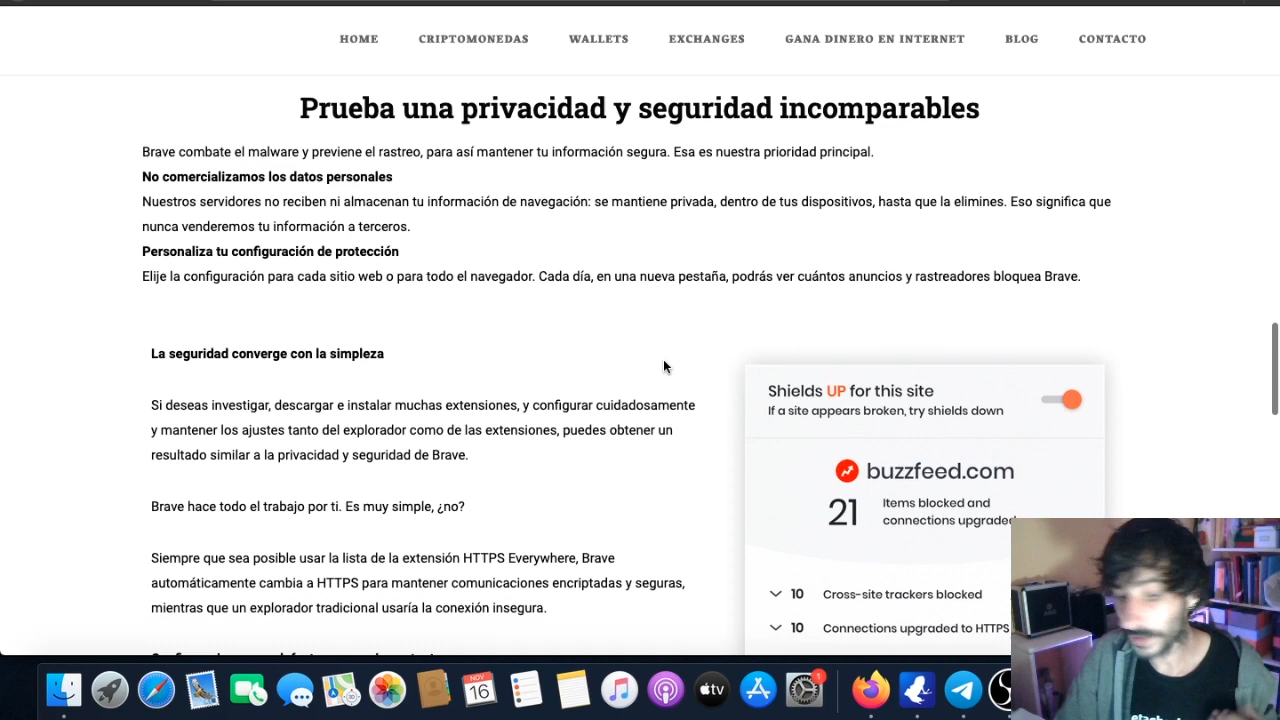 HOME CRIPTOMONEDAS WALLETS EXCHANGES GANA DINERO EN INTERNET BLOG CONTACTO
Prueba una privacidad y seguridad incomparables
Brave combate el malware y previene el rastreo, para así mantener tu información segura. Esa es nuestra prioridad principal.
No comercializamos los datos personales
Nuestros servidores no reciben ni almacenan tu información de navegación: se mantiene privada, dentro de tus dispositivos, hasta que la elimines. Eso significa que
nunca venderemos tu información a terceros.
Personaliza tu configuración de protección
Elije la configuración para cada sitio web o para todo el navegador. Cada día, en una nueva pestaña, podrás ver cuántos anuncios y rastreadores bloquea Brave.
La seguridad converge con la simpleza
Si deseas investigar, descargar e instalar muchas extensiones, y configurar cuidadosamente
y mantener los ajustes tanto del explorador como de las extensiones, puedes obtener un
resultado similar a la privacidad y seguridad de Brave.
Brave hace todo el trabajo por ti. Es muy simple, ¿no?
Siempre que sea posible usar la lista de la extensión HTTPS Everywhere, Brave
automáticamente cambia a HTTPS para mantener comunicaciones encriptadas y seguras,
mientras que un explorador tradicional usaría la conexión insegura.
Shields UP for this site
If a site appears broken, try shields down
buzzfeed.com
21 Items blocked and
connections upgraded
10 Cross-site trackers blocked
10 Connections upgraded to HTTPS
NOV
16
tv
1